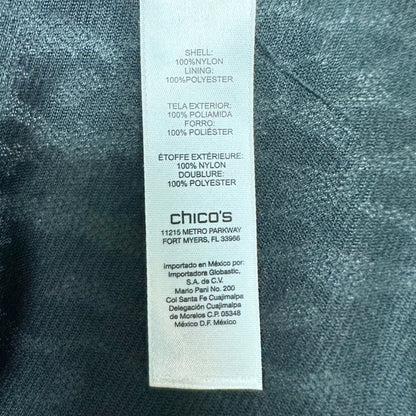 SHELL:
100%NYLON
LINING:
100%POLYESTER
TELA EXTERIOR:
100% POLIAMIDA
FORRO:
100% POLIÉSTER
ÉTOFFE EXTÉRIEURE:
100% NYLON
DOUBLURE:
100% POLYESTER
chico's
11215 METRO PARKWAY
FORT MYERS, FL 33966
Importado en México por:
Importadora Globastic,
S.A. de C.V.
Mario Pani No. 200
Col Santa Fe Cuajimalpa
Delegación Cuajimalpa
de Morelos C.P. 05348
México D.F. México